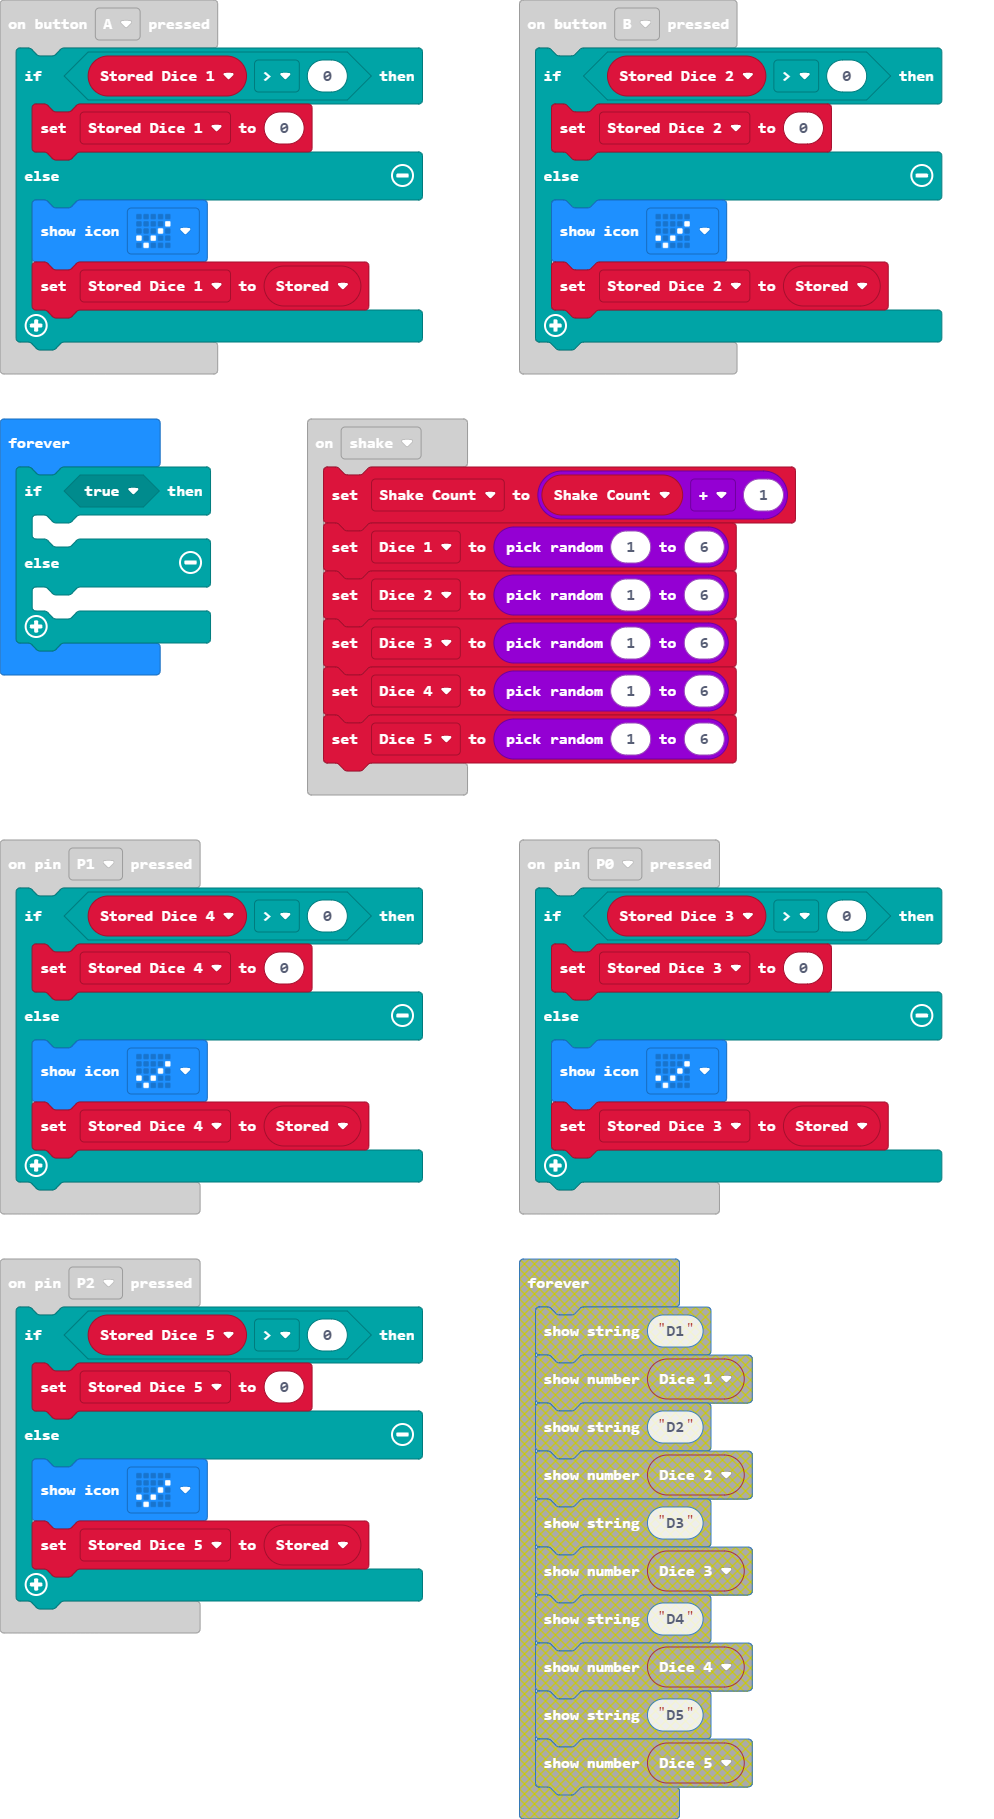 on button A pressed
if Stored Dice 1 > 0 then
set Stored Dice 1 to 0
else
show icon
set Stored Dice 1 to Stored
on button B pressed
if Stored Dice 2 > 0 then
set Stored Dice 2 to 0
else
show icon
set Stored Dice 2 to Stored
forever
if true then
else
on shake
set Shake Count to Shake Count + 1
set Dice 1 to pick random 1 to 6
set Dice 2 to pick random 1 to 6
set Dice 3 to pick random 1 to 6
set Dice 4 to pick random 1 to 6
set Dice 5 to pick random 1 to 6
on pin P1 pressed
if Stored Dice 4 > 0 then
set Stored Dice 4 to 0
else
show icon
set Stored Dice 4 to Stored
on pin P0 pressed
if Stored Dice 3 > 0 then
set Stored Dice 3 to 0
else
show icon
set Stored Dice 3 to Stored
on pin P2 pressed
if Stored Dice 5 > 0 then
set Stored Dice 5 to 0
else
show icon
set Stored Dice 5 to Stored
forever
show string "D1"
show number Dice 1
show string "D2"
show number Dice 2
show string "D3"
show number Dice 3
show string "D4"
show number Dice 4
show string "D5"
show number Dice 5